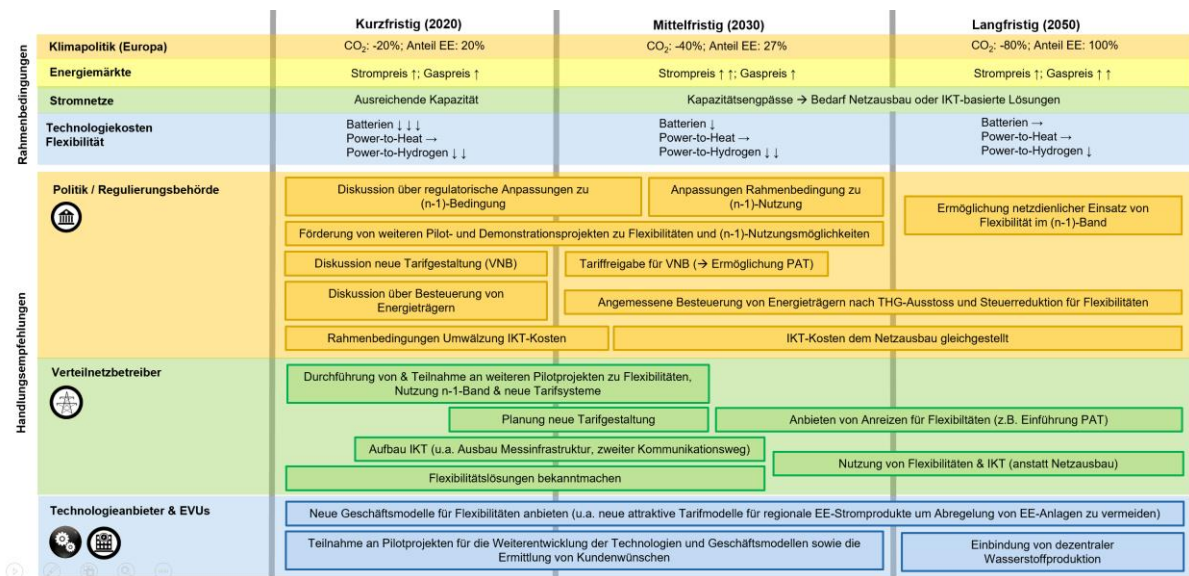 Kurzfristig (2020)
Mittelfristig (2030)
Langfristig (2050)
Rahmenbedingungen
Klimapolitik (Europa)
CO₂: -20%; Anteil EE: 20%
CO₂: -40%; Anteil EE: 27%
CO₂: -80%; Anteil EE: 100%
Energiemärkte
Strompreis ↑; Gaspreis ↑
Strompreis ↑ ↑; Gaspreis ↑
Strompreis ↑; Gaspreis ↑ ↑
Stromnetze
Ausreichende Kapazität
Kapazitätsengpässe → Bedarf Netzausbau oder IKT-basierte Lösungen
Technologiekosten
Flexibilität
Batterien ↓ ↓ ↓
Power-to-Heat →
Power-to-Hydrogen ↓ ↓
Batterien ↓
Power-to-Heat →
Power-to-Hydrogen ↓ ↓
Batterien →
Power-to-Heat →
Power-to-Hydrogen ↓
Handlungsempfehlungen
Politik / Regulierungsbehörde
Diskussion über regulatorische Anpassungen zu
(n-1)-Bedingung
Anpassungen Rahmenbedingung zu
(n-1)-Nutzung
Ermöglichung netzdienlicher Einsatz von
Flexibilität im (n-1)-Band
Förderung von weiteren Pilot- und Demonstrationsprojekten zu Flexibilitäten und (n-1)-Nutzungsmöglichkeiten
Diskussion neue Tarifgestaltung (VNB)
Tariffreigabe für VNB (→ Ermöglichung PAT)
Diskussion über Besteuerung von
Energieträgern
Angemessene Besteuerung von Energieträgern nach THG-Ausstoss und Steuerreduktion für Flexibilitäten
Rahmenbedingungen Umwälzung IKT-Kosten
IKT-Kosten dem Netzausbau gleichgestellt
Verteilnetzbetreiber
Durchführung von & Teilnahme an weiteren Pilotprojekten zu Flexibilitäten,
Nutzung n-1-Band & neue Tarifsysteme
Planung neue Tarifgestaltung
Anbieten von Anreizen für Flexibiltäten (z.B. Einführung PAT)
Aufbau IKT (u.a. Ausbau Messinfrastruktur, zweiter Kommunikationsweg)
Nutzung von Flexibilitäten & IKT (anstatt Netzausbau)
Flexibilitätslösungen bekanntmachen
Technologieanbieter & EVUs
Neue Geschäftsmodelle für Flexibilitäten anbieten (u.a. neue attraktive Tarifmodelle für regionale EE-Stromprodukte um Abregelung von EE-Anlagen zu vermeiden)
Teilnahme an Pilotprojekten für die Weiterentwicklung der Technologien und Geschäftsmodellen sowie die
Ermittlung von Kundenwünschen
Einbindung von dezentraler
Wasserstoffproduktion